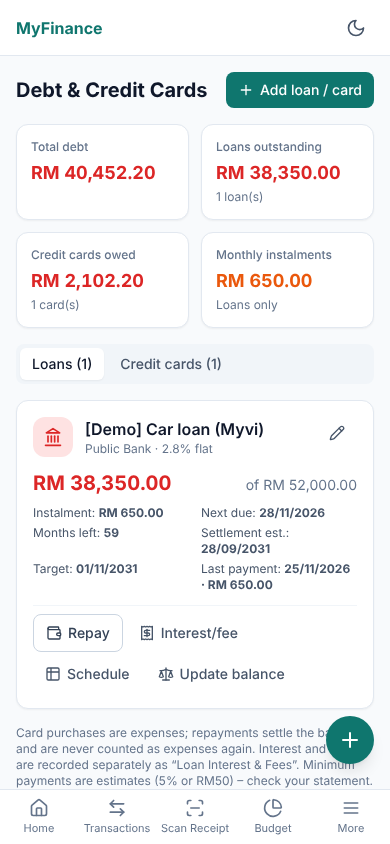 MyFinance
Debt & Credit Cards
Add loan / card
Total debt
RM 40,452.20
Loans outstanding
RM 38,350.00
1 loan(s)
Credit cards owed
RM 2,102.20
1 card(s)
Monthly instalments
RM 650.00
Loans only
Loans (1)
Credit cards (1)
[Demo] Car loan (Myvi)
Public Bank · 2.8% flat
RM 38,350.00
of RM 52,000.00
Instalment: RM 650.00
Next due: 28/11/2026
Months left: 59
Settlement est.:
28/09/2031
Target: 01/11/2031
Last payment: 25/11/2026
· RM 650.00
Repay
Interest/fee
Schedule
Update balance
Card purchases are expenses; repayments settle the
and are never counted as expenses again. Interest and
are recorded separately as “Loan Interest & Fees”. Minimum
payments are estimates (5% or RM50) – check your statement.
Home
Transactions
Scan Receipt
Budget
More